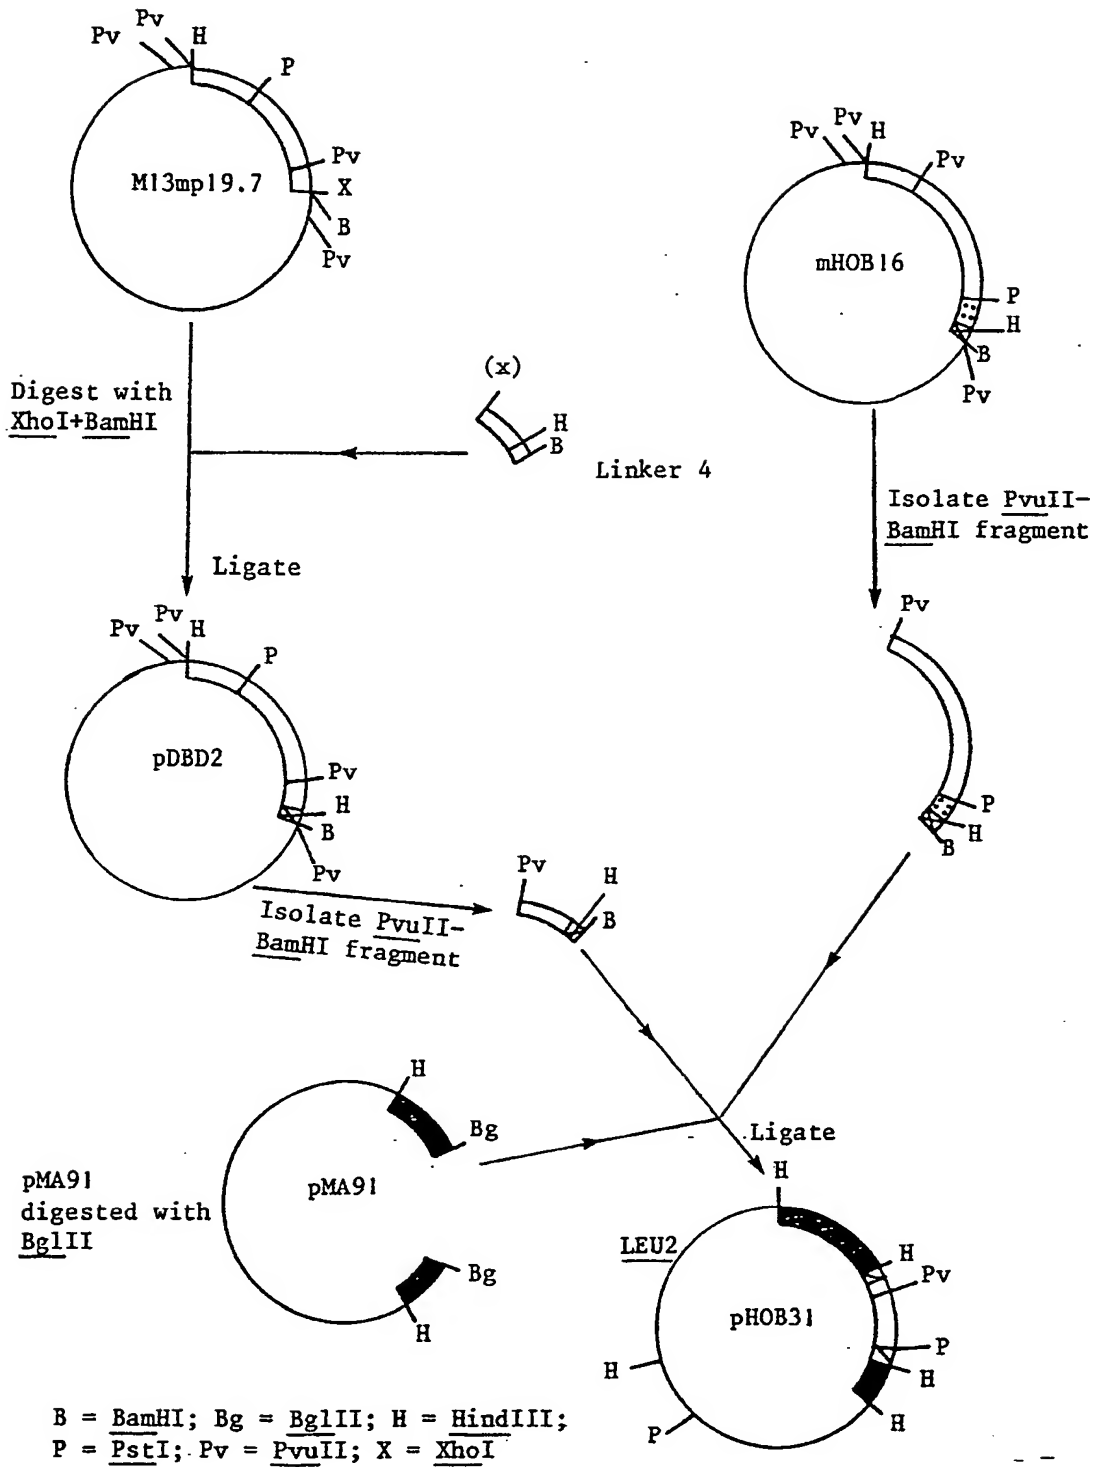 Pv
Pv
H
P
M13mp19.7
Pv
X
B
Pv
Pv
Pv
H
Pv
mHOB16
P
H
B
Pv
Digest with
XhoI+BamHI
(x)
H
B
Linker 4
Isolate PvuII-
BamHI fragment
Ligate
Pv
Pv
H
P
pDBD2
Pv
H
B
Pv
Pv
P
H
B
Isolate PvuII-
BamHI fragment
Pv
H
B
H
Bg
pMA91
Bg
H
pMA91
digested with
BglII
Ligate
H
LEU2
H
Pv
pHOB31
P
H
H
H
P
B = BamHI; Bg = BglII; H = HindIII;
P = PstI; Pv = PvuII; X = XhoI